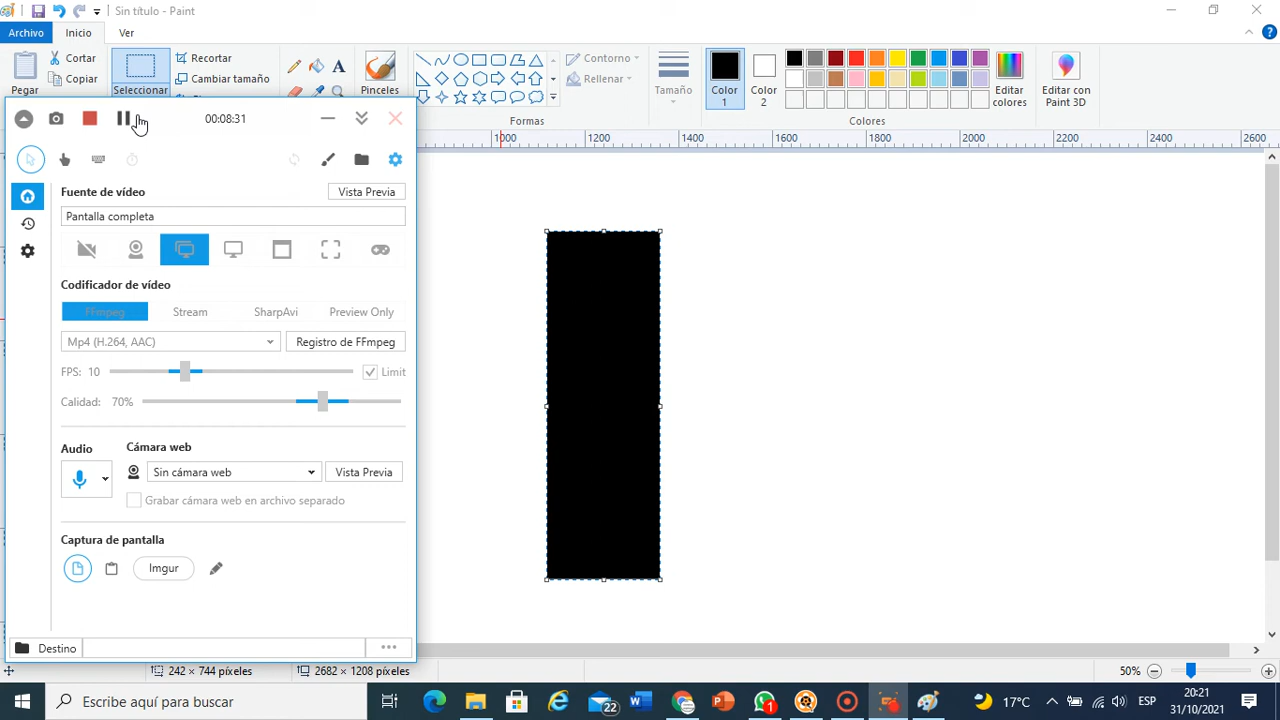 Sin título - Paint
Archivo Inicio Ver
Pegar
Cortar
Copiar
Seleccionar
Recortar
Cambiar tamaño
A
Pinceles
Formas
Contorno
Rellenar
Tamaño
Color 1
Color 2
Editar colores
Editar con Paint 3D
Colores
1000 1200 1400 1600 1800 2000 2200 2400 2600
00:08:31
Fuente de vídeo
Vista Previa
Pantalla completa
Codificador de vídeo
FFmpeg Stream SharpAvi Preview Only
Mp4 (H.264, AAC)
Registro de FFmpeg
FPS: 10
Limit
Calidad: 70%
Audio
Cámara web
Sin cámara web
Vista Previa
Grabar cámara web en archivo separado
Captura de pantalla
Imgur
Destino
...
242 × 744 píxeles
2682 × 1208 píxeles
50%
Escribe aquí para buscar
22
W
1
17°C
ESP
20:21
31/10/2021